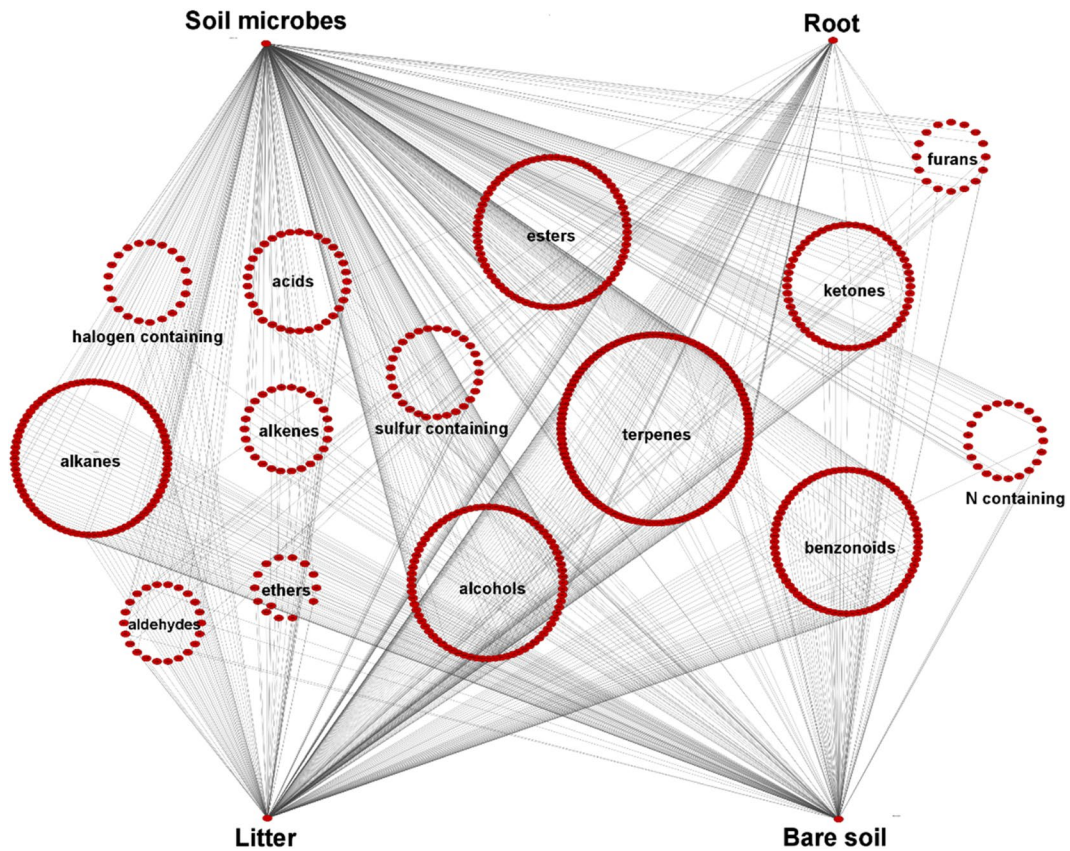 Soil microbes
Root
furans
esters
acids
ketones
halogen containing
sulfur containing
alkenes
terpenes
alkanes
N containing
benzonoids
ethers
alcohols
aldehydes
Litter
Bare soil